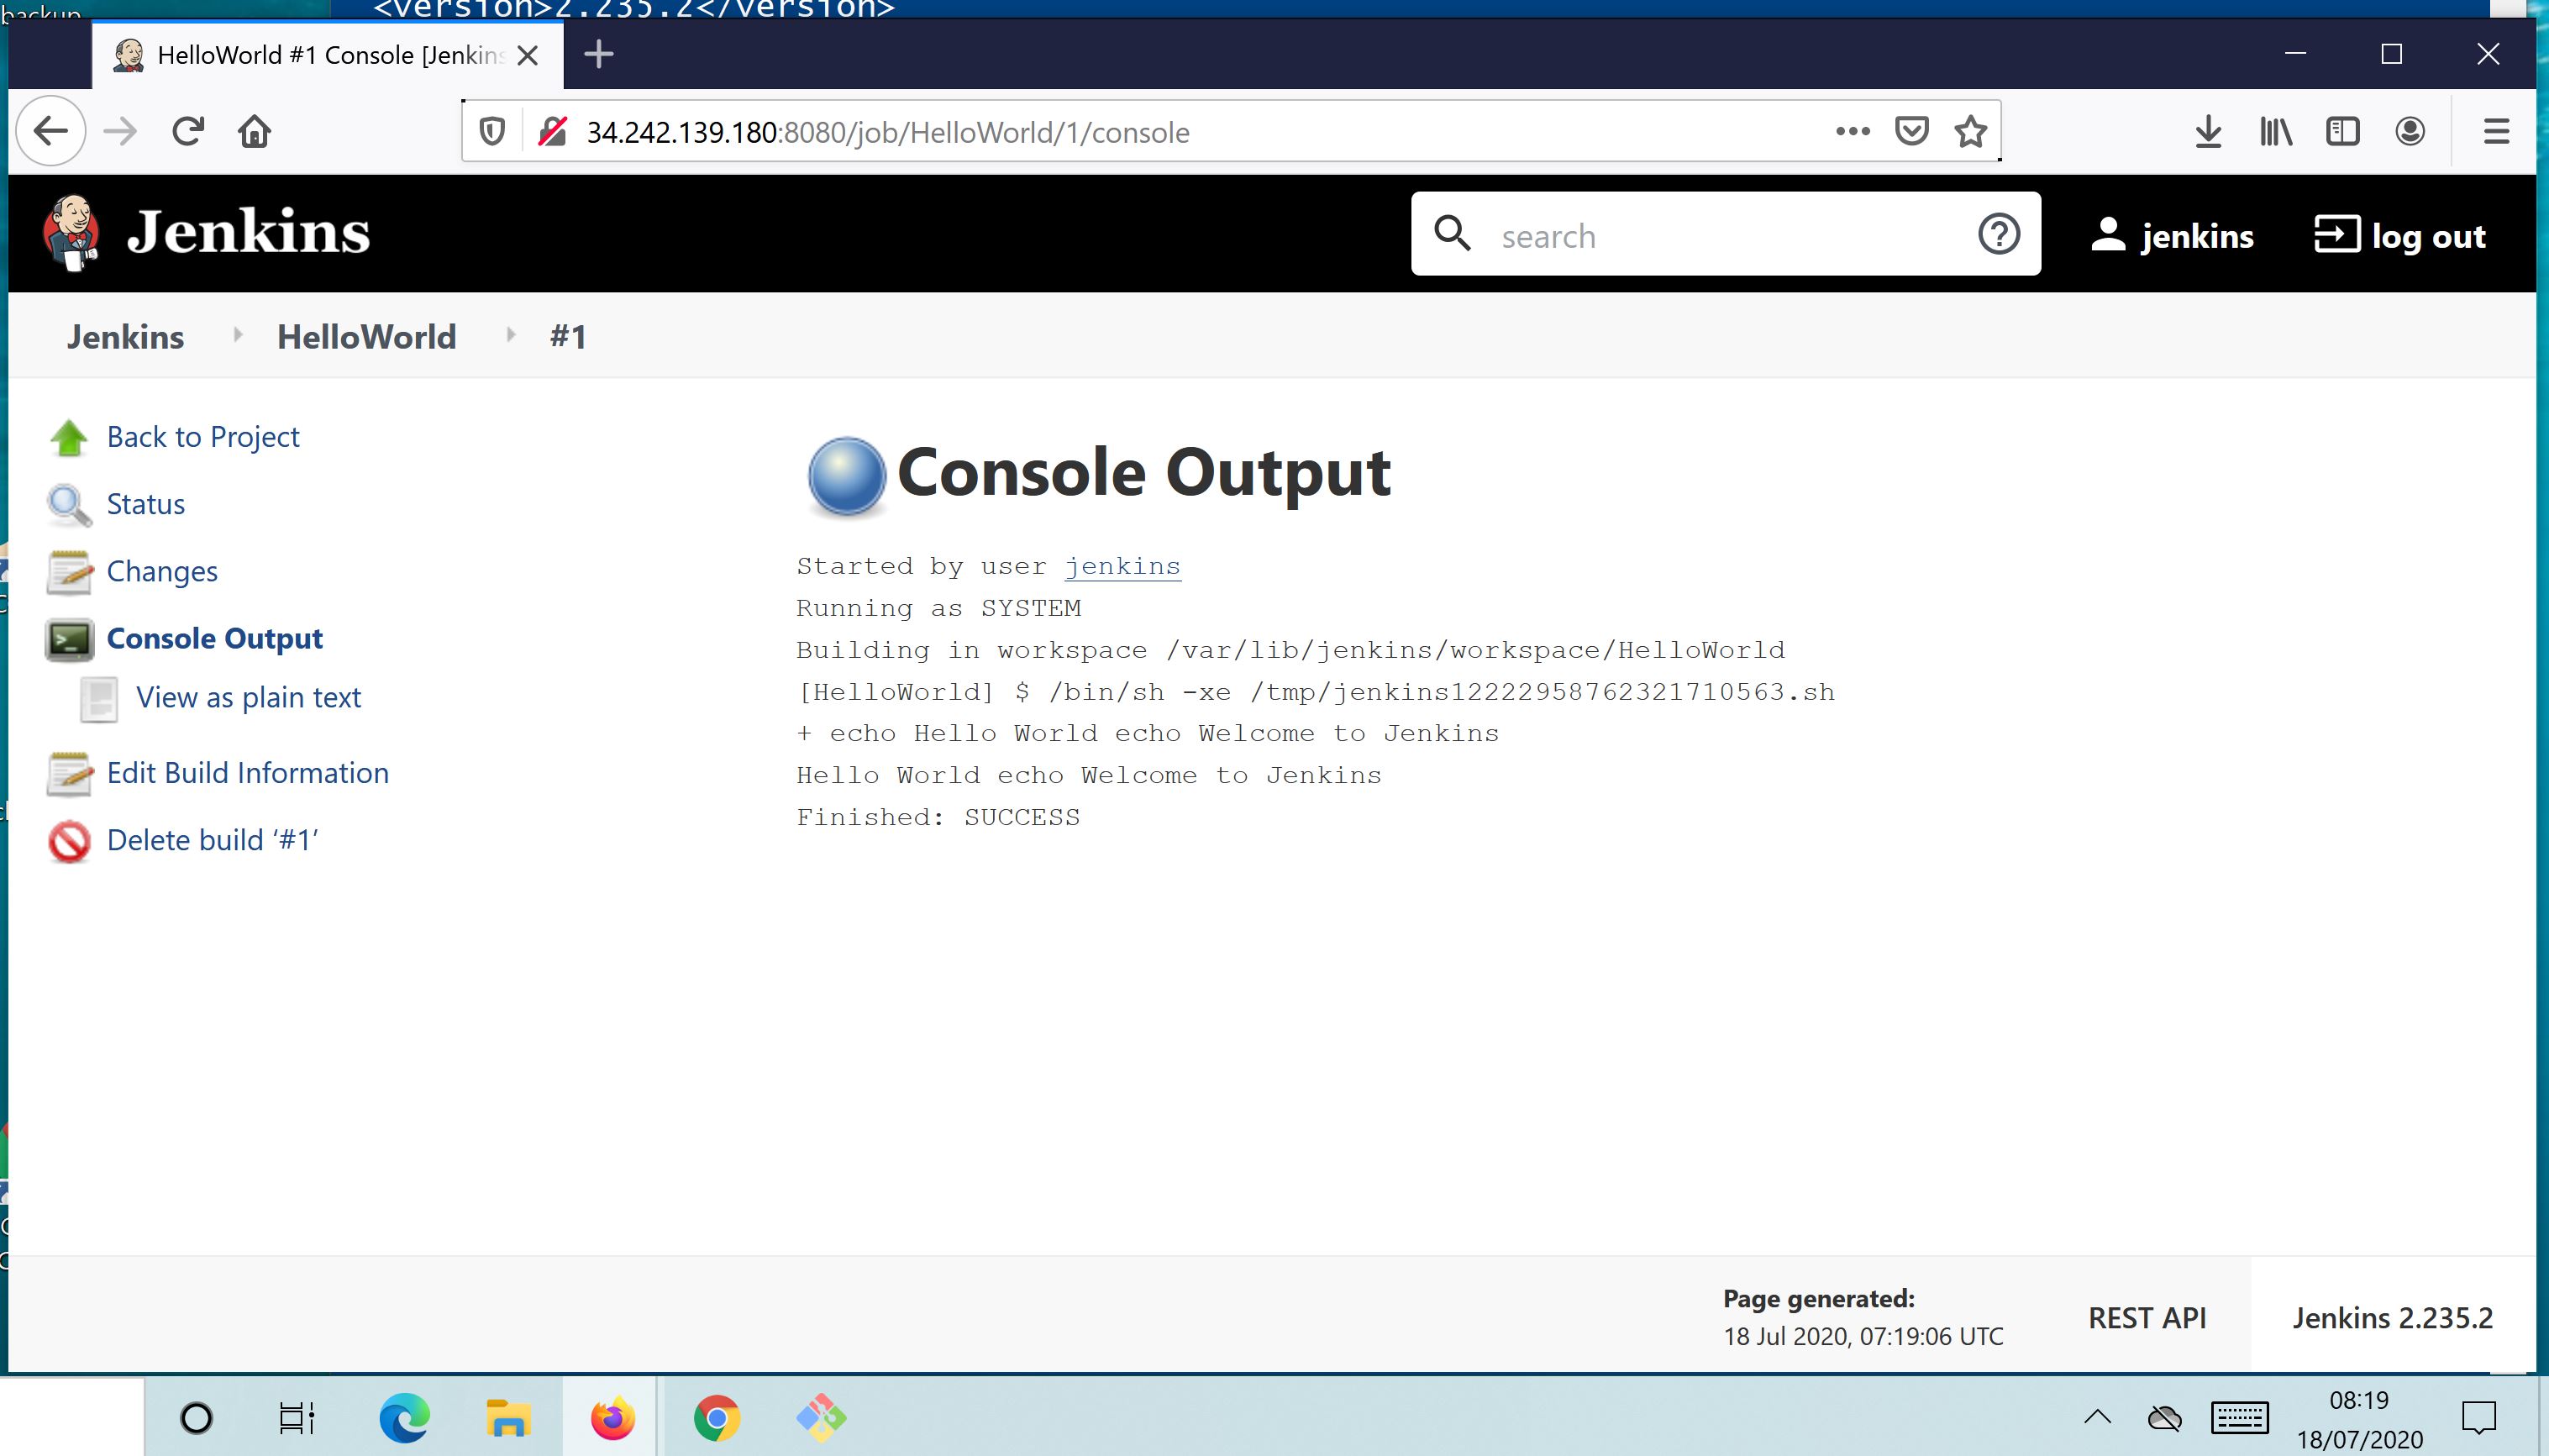 backup
<version>2.235.2</version>
HelloWorld #1 Console [Jenkins
34.242.139.180:8080/job/HelloWorld/1/console
Jenkins
search
jenkins
log out
Jenkins
HelloWorld
#1
Back to Project
Status
Changes
Console Output
View as plain text
Edit Build Information
Delete build ‘#1’
Console Output
Started by user jenkins
Running as SYSTEM
Building in workspace /var/lib/jenkins/workspace/HelloWorld
[HelloWorld] $ /bin/sh -xe /tmp/jenkins12222958762321710563.sh
+ echo Hello World echo Welcome to Jenkins
Hello World echo Welcome to Jenkins
Finished: SUCCESS
Page generated:
18 Jul 2020, 07:19:06 UTC
REST API
Jenkins 2.235.2
08:19
18/07/2020